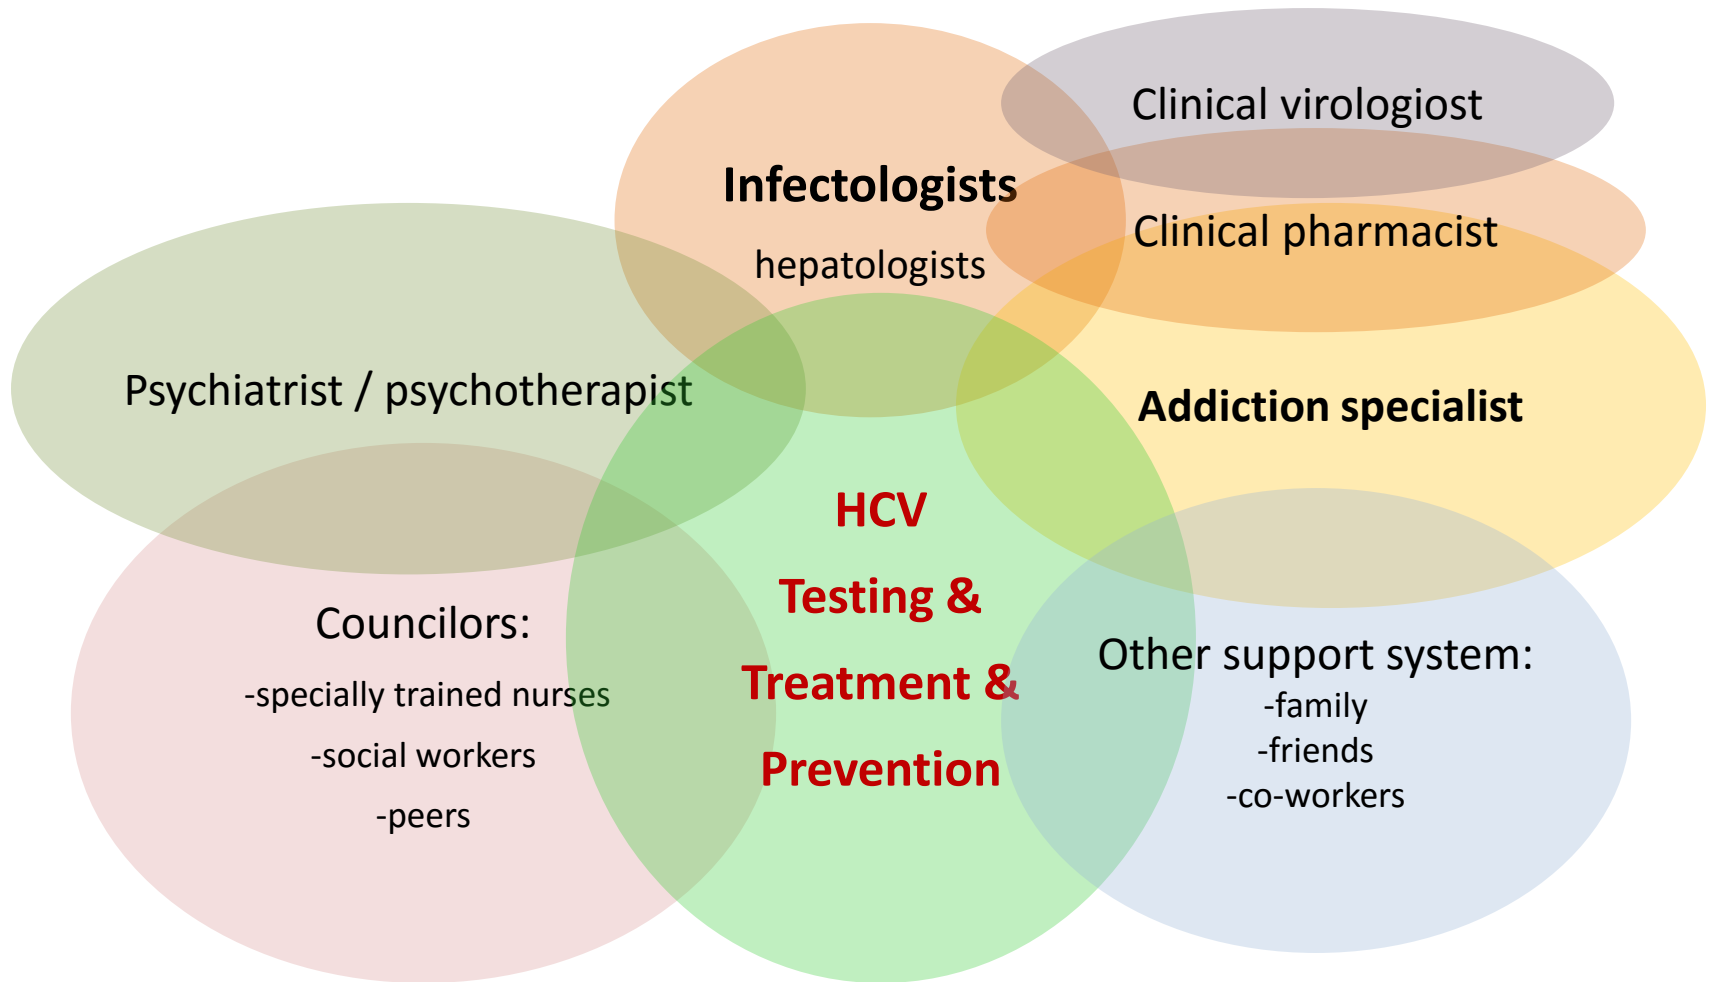 Clinical virologiost
Infectologists
hepatologists
Clinical pharmacist
Psychiatrist / psychotherapist
Addiction specialist
HCV
Testing &
Treatment &
Prevention
Councilors:
-specially trained nurses
-social workers
-peers
Other support system:
-family
-friends
-co-workers